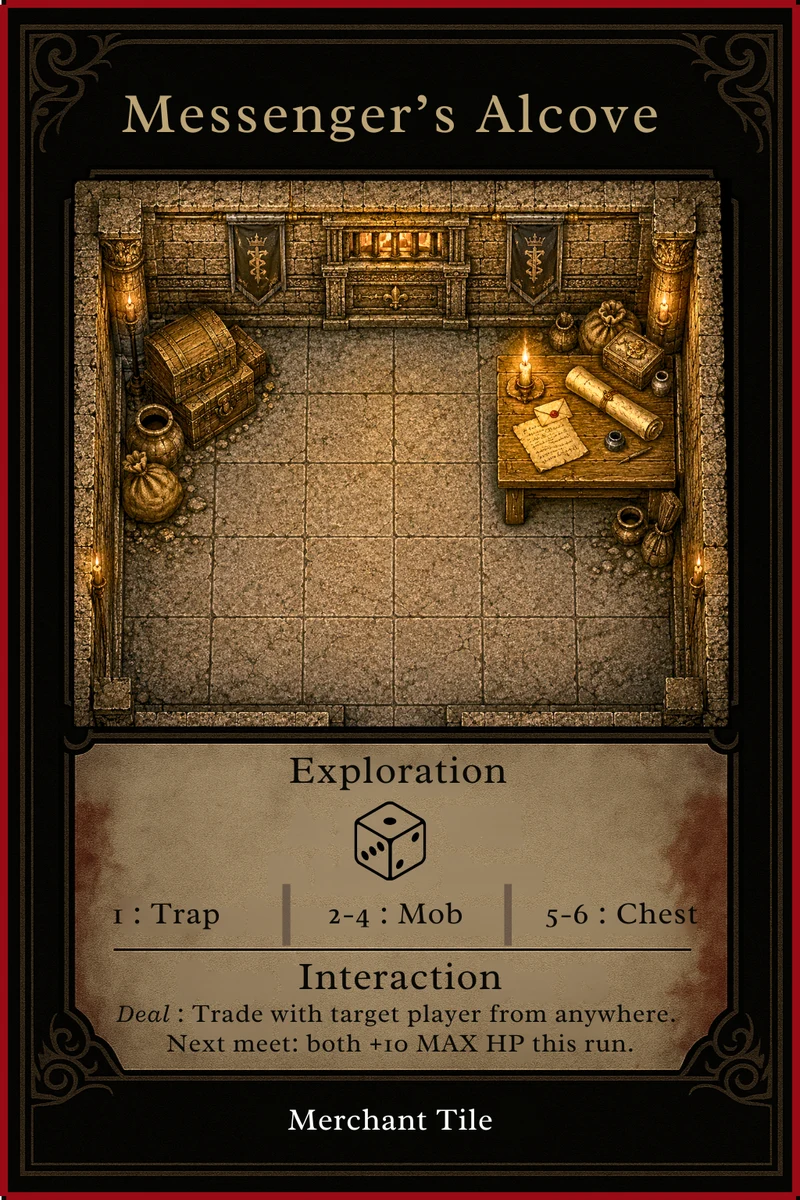 Messenger’s Alcove
Exploration
1 : Trap
2-4 : Mob
5-6 : Chest
Interaction
Deal : Trade with target player from anywhere.
Next meet: both +10 MAX HP this run.
Merchant Tile